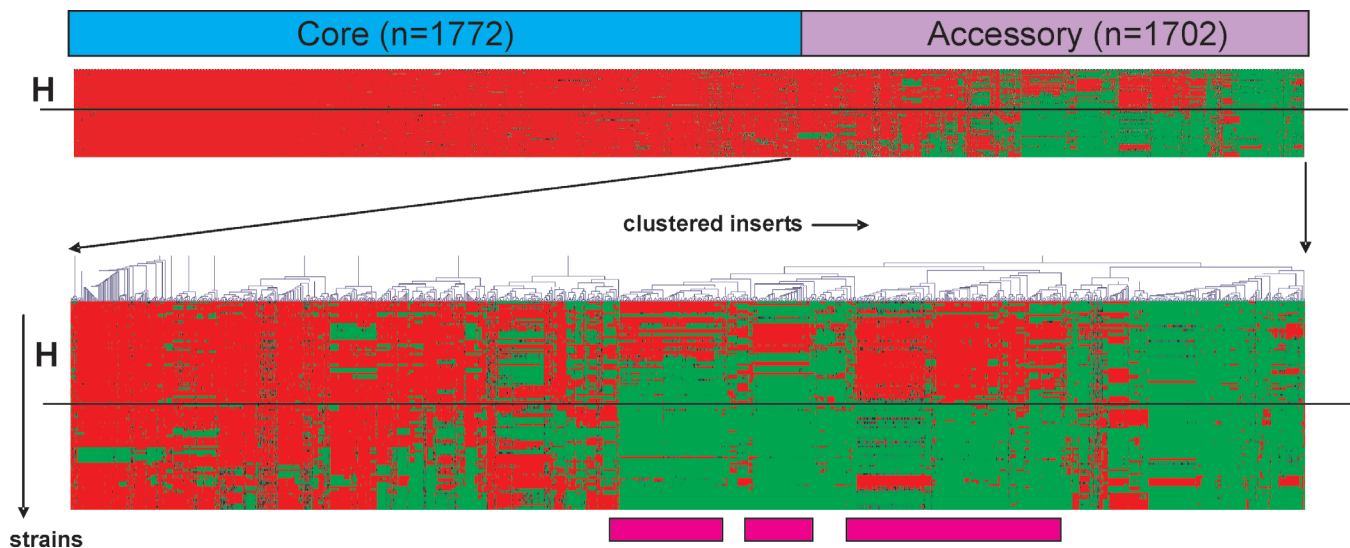 Core (n=1772) Accessory (n=1702)
H
clustered inserts
H
strains